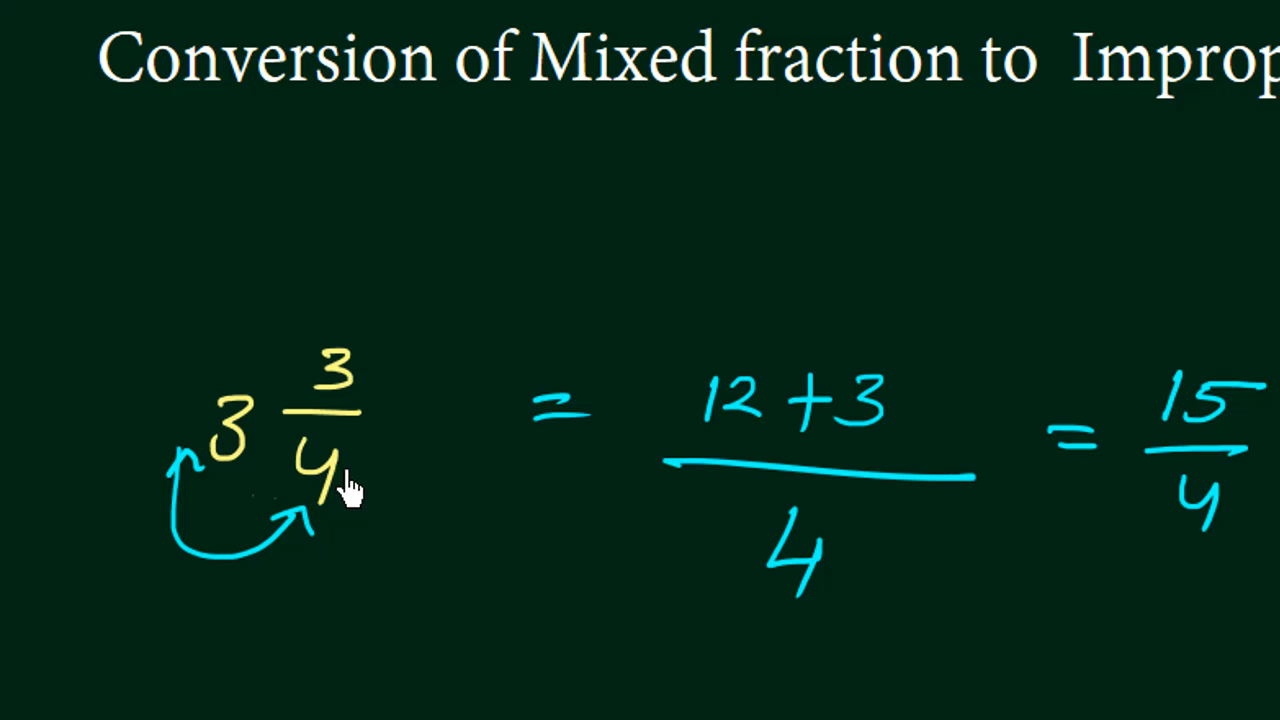 Conversion of Mixed fraction to Improp
3 3/4 = 12+3/4 = 15/4